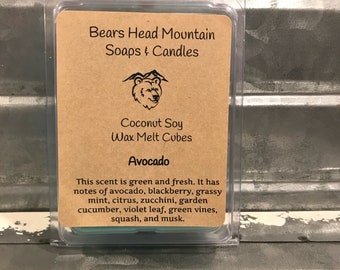 Bears Head Mountain
Soaps & Candles
Coconut Soy
Wax Melt Cubes
Avocado
This scent is green and fresh. It has
notes of avocado, blackberry, grassy
mint, citrus, zucchini, garden
cucumber, violet leaf, green vines,
squash, and musk.